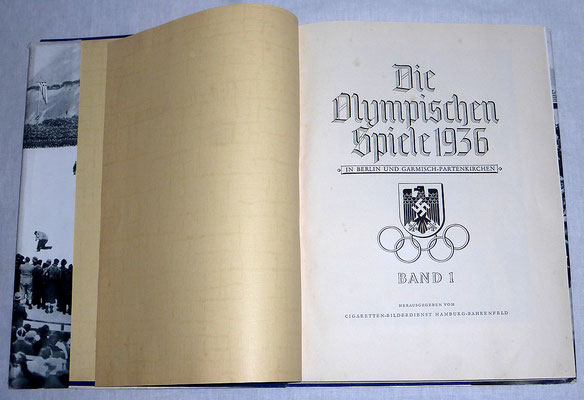 Die
Olympischen
Spiele 1936
IN BERLIN UND GARMISCH-PARTENKIRCHEN
BAND 1
HERAUSGEGEBEN VOM
CIGARETTEN-BILDERDIENST HAMBURG-BAHRENFELD